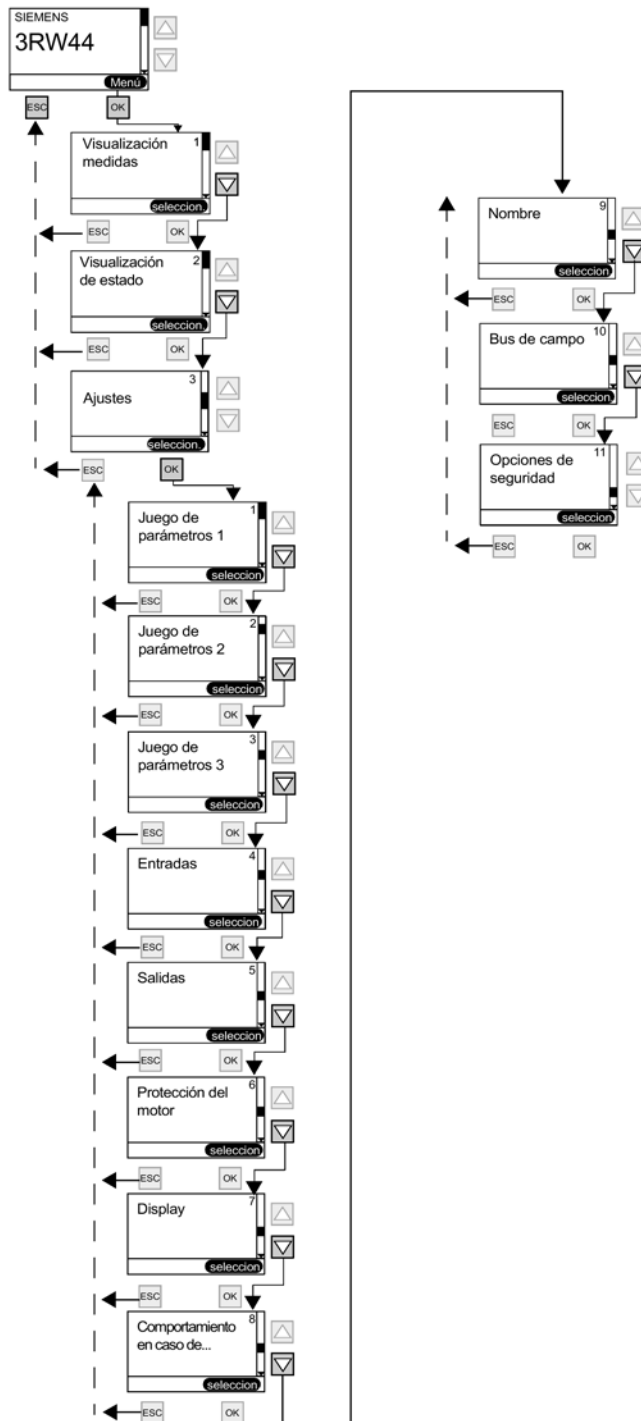 SIEMENS
3RW44
Menú
ESC
OK
Visualización
medidas
1
seleccion.
ESC
OK
Visualización
de estado
2
seleccion.
ESC
OK
Ajustes
3
seleccion.
ESC
OK
Juego de
parámetros 1
1
seleccion
ESC
OK
Juego de
parámetros 2
2
seleccion
ESC
OK
Juego de
parámetros 3
3
seleccion
ESC
OK
Entradas
4
seleccion
ESC
OK
Salidas
5
seleccion
ESC
OK
Protección del
motor
6
seleccion
ESC
OK
Display
7
seleccion
ESC
OK
Comportamiento
en caso de...
8
seleccion
ESC
OK
Nombre
9
seleccion
ESC
OK
Bus de campo
10
seleccion
ESC
OK
Opciones de
seguridad
11
seleccion
ESC
OK